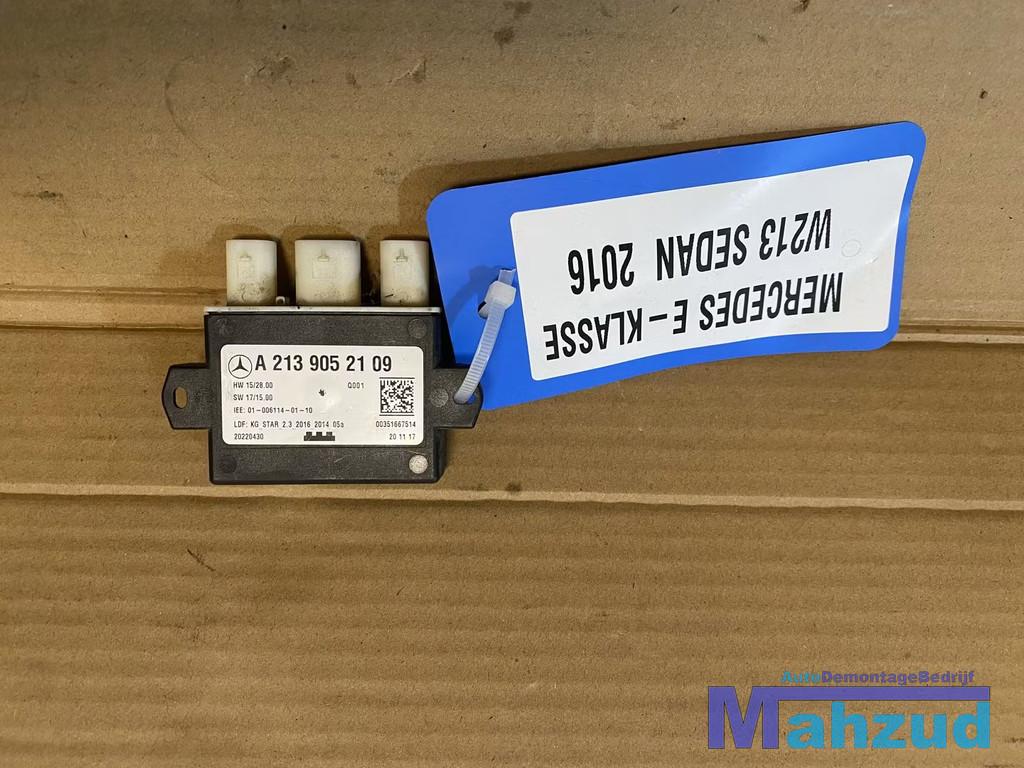 A 213 905 21 09
HW 15/28.00 Q001
SW 17/15.00
IEE: 01-006114-01-10
LDF: KG STAR 2.3 2016 2014 05a 00351667514
20220430 20 11 17
MERCEDES E – KLASSE
W213 SEDAN 2016
AutoDemontageBedrijf
Mahzud